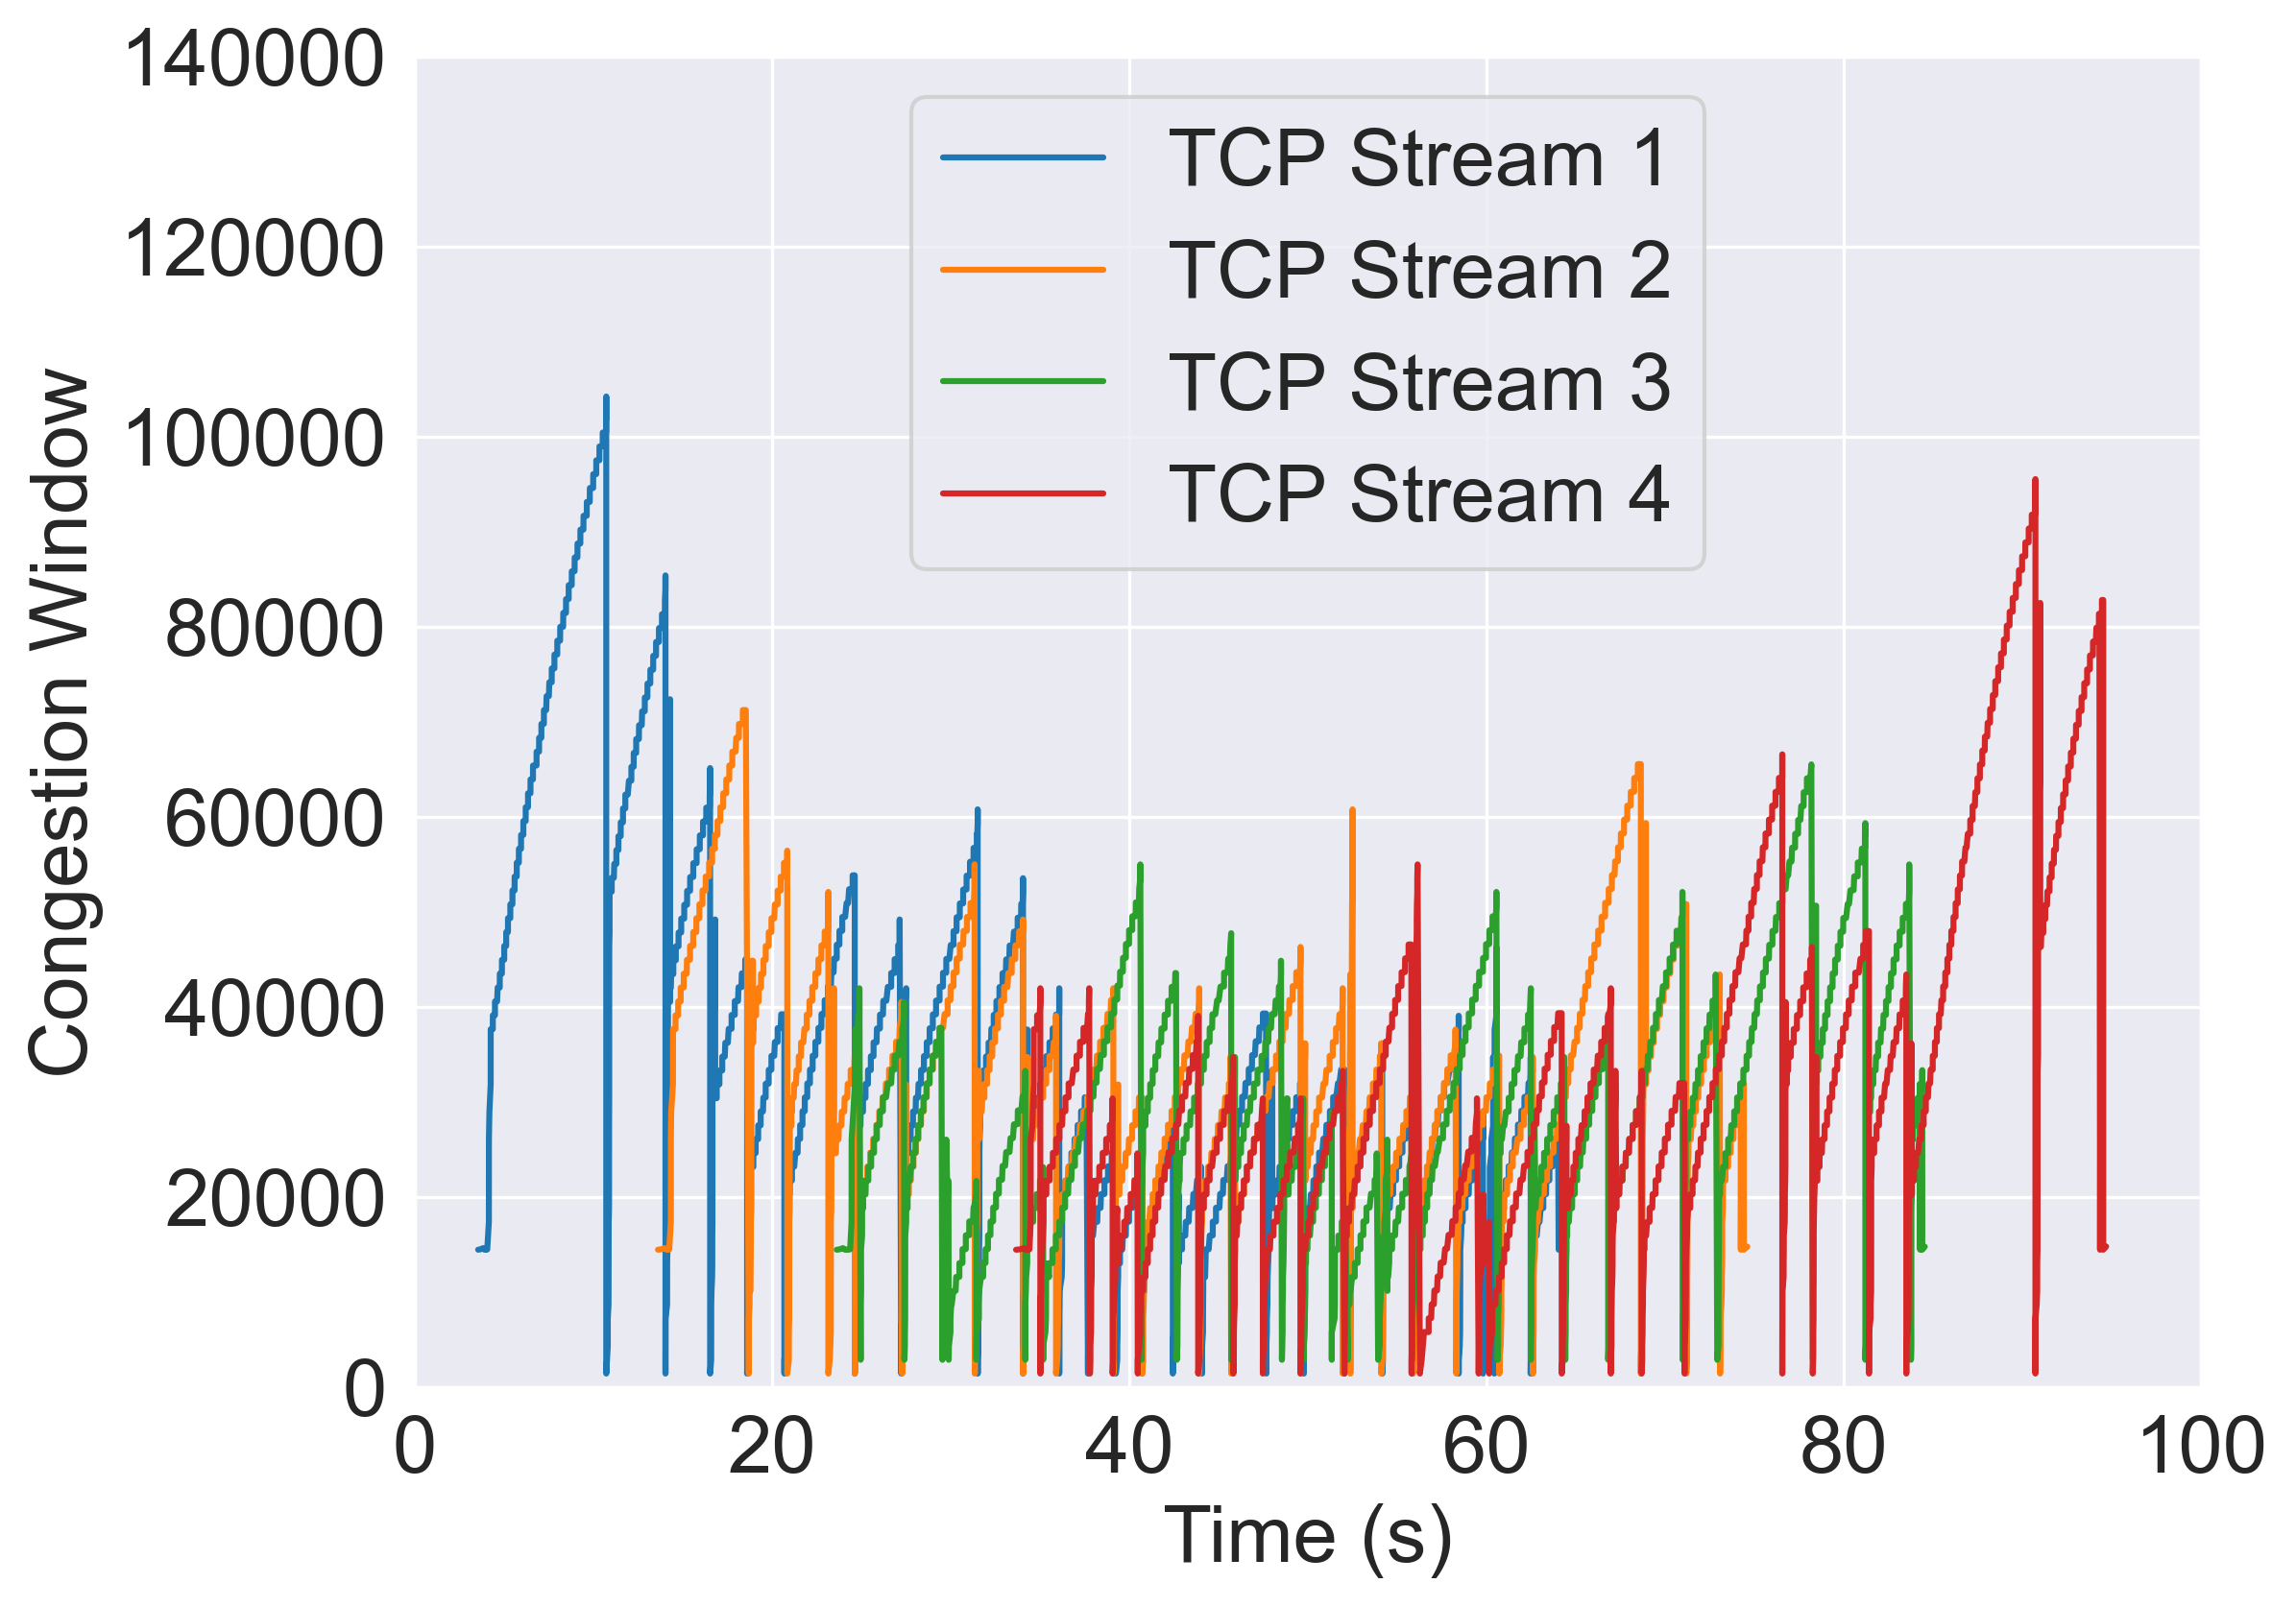 140000
120000
100000
80000
60000
40000
20000
0
Congestion Window
TCP Stream 1
TCP Stream 2
TCP Stream 3
TCP Stream 4
0 20 40 60 80 100
Time (s)